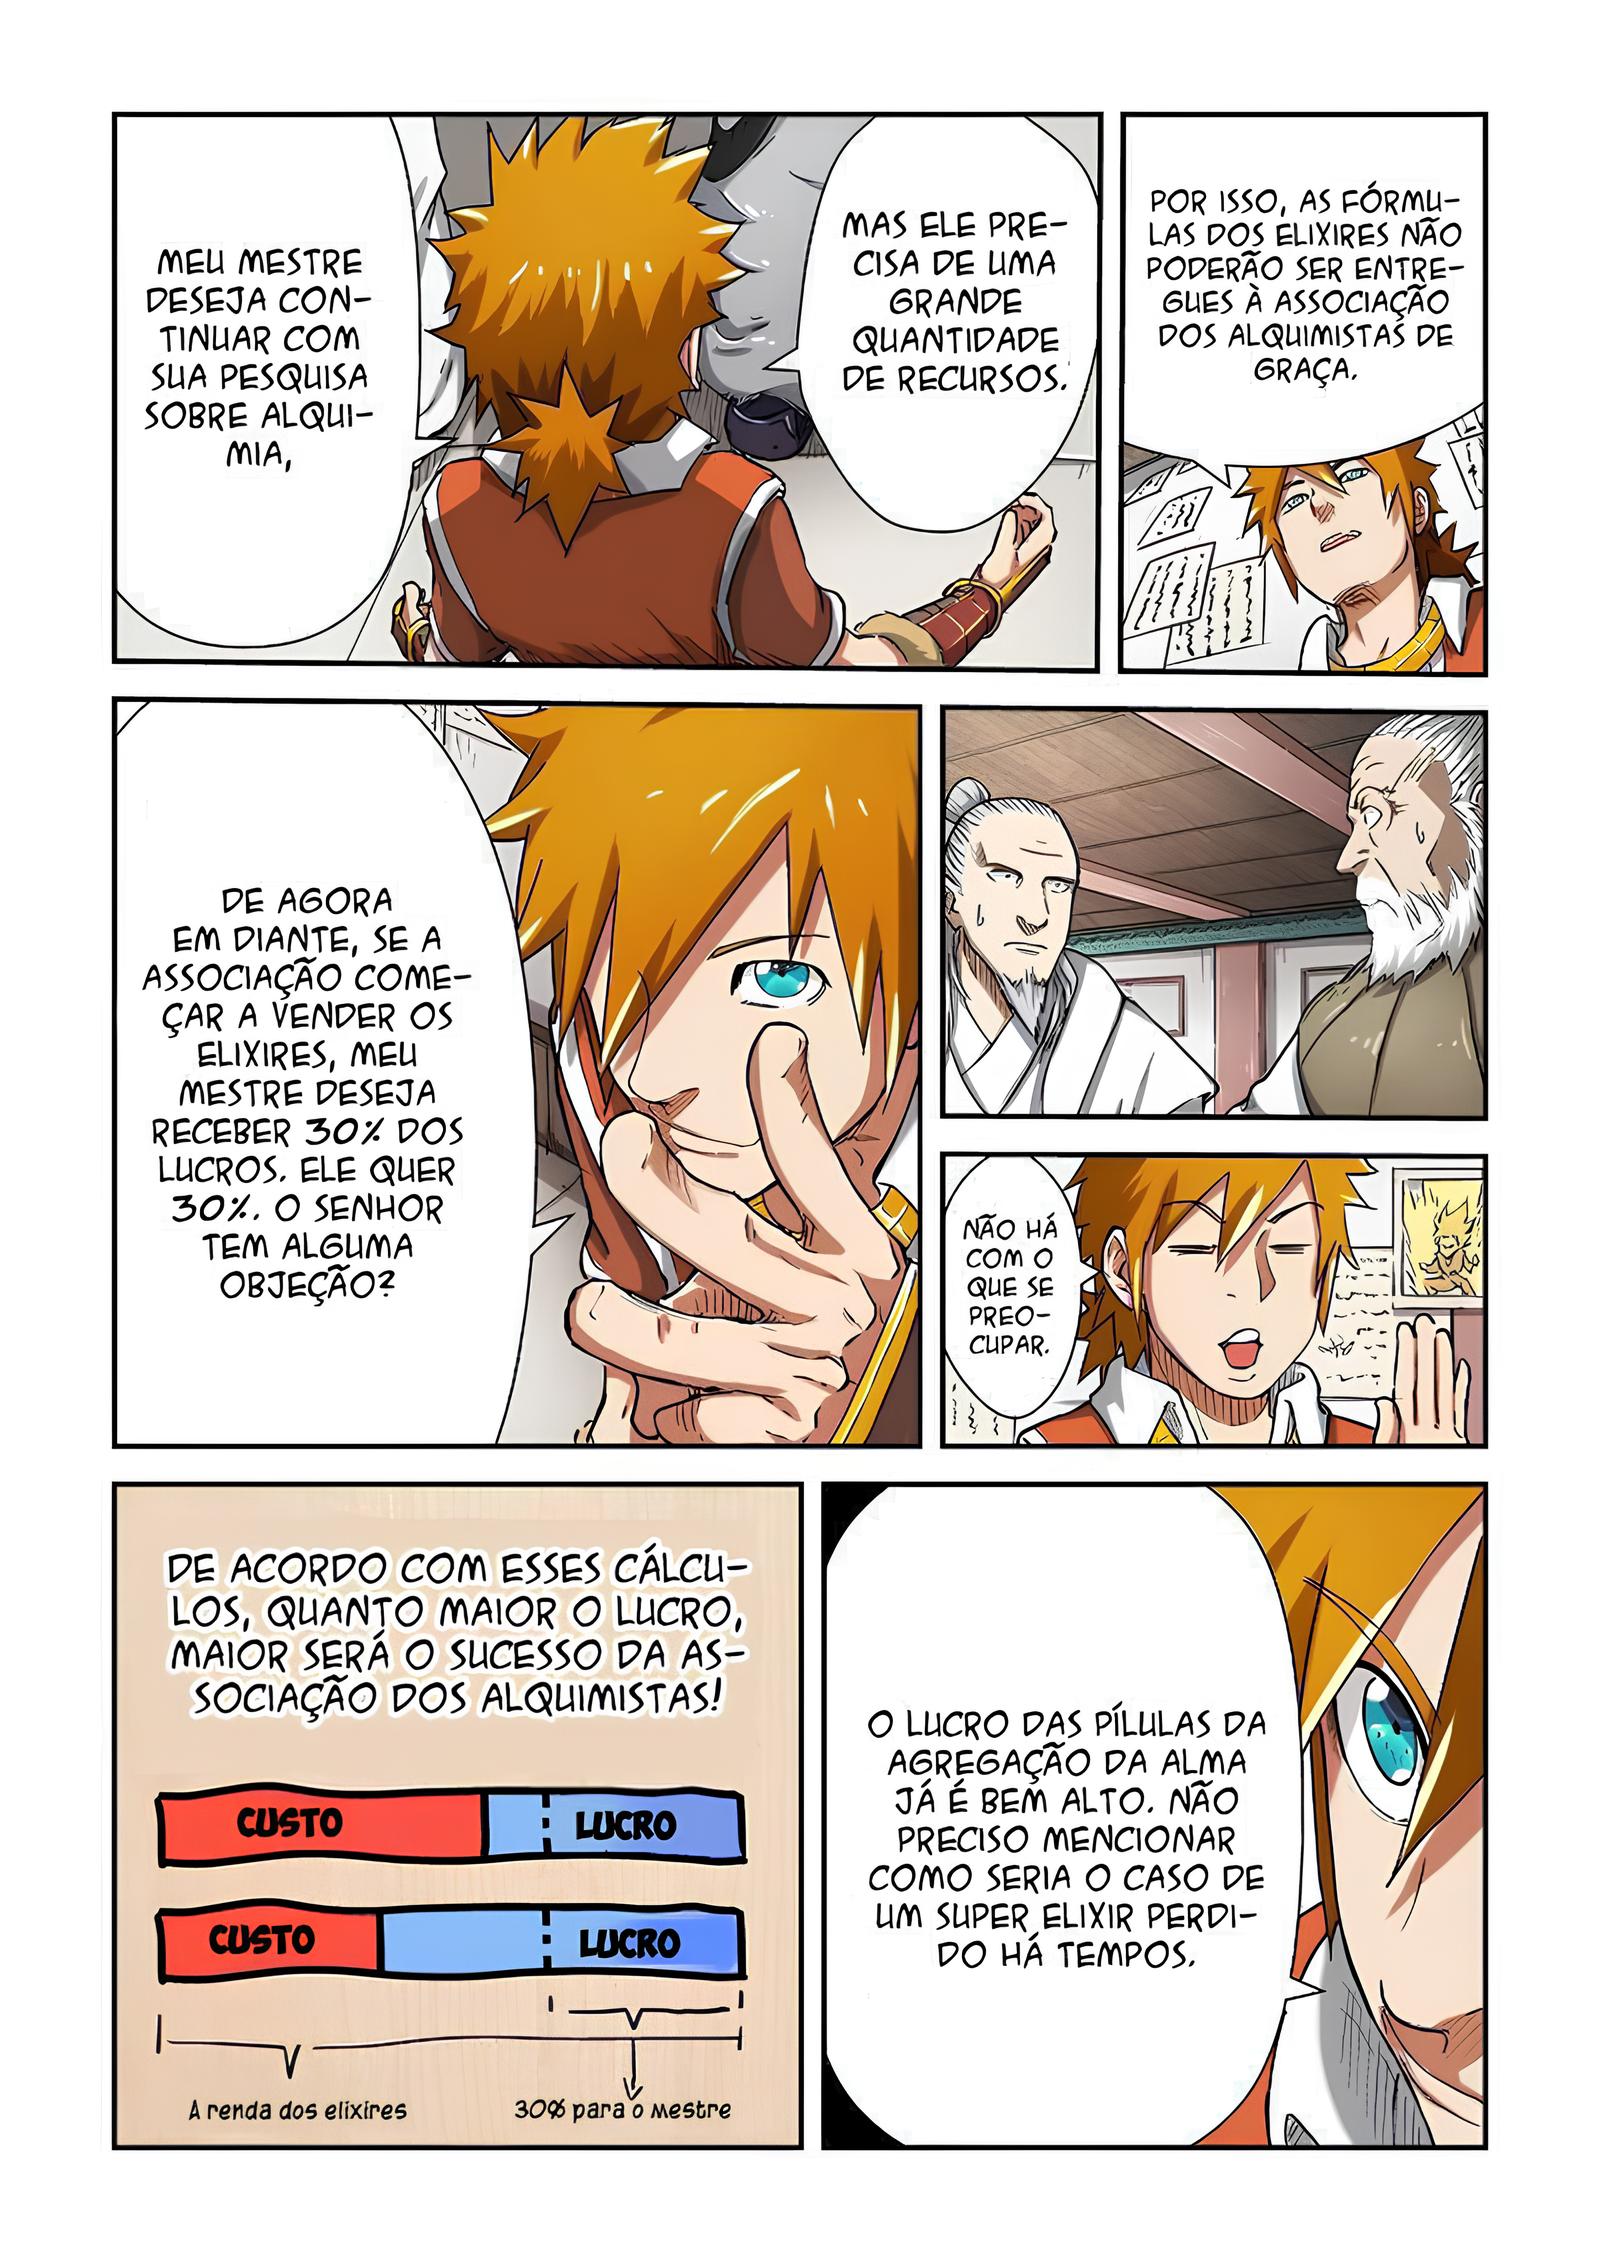 MEU MESTRE
DESEJA CON-
TINUAR COM
SUA PESQUISA
SOBRE ALQUI-
MIA,
MAS ELE PRE-
CISA DE UMA
GRANDE
QUANTIDADE
DE RECURSOS.
POR ISSO, AS FÓRMU-
LAS DOS ELIXIRES NÃO
PODERÃO SER ENTRE-
GUES À ASSOCIAÇÃO
DOS ALQUIMISTAS DE
GRAÇA.
DE AGORA
EM DIANTE, SE A
ASSOCIAÇÃO COME-
ÇAR A VENDER OS
ELIXIRES, MEU
MESTRE DESEJA
RECEBER 30% DOS
LUCROS. ELE QUER
30%. O SENHOR
TEM ALGUMA
OBJEÇÃO?
NÃO HÁ
COM O
QUE SE
PREO-
CUPAR.
DE ACORDO COM ESSES CÁLCU-
LOS, QUANTO MAIOR O LUCRO,
MAIOR SERÁ O SUCESSO DA AS-
SOCIAÇÃO DOS ALQUIMISTAS!
CUSTO LUCRO
CUSTO LUCRO
A renda dos elixires 30% para o mestre
O LUCRO DAS PÍLULAS DA
AGREGAÇÃO DA ALMA
JÁ É BEM ALTO. NÃO
PRECISO MENCIONAR
COMO SERIA O CASO DE
UM SUPER ELIXIR PERDI-
DO HÁ TEMPOS.